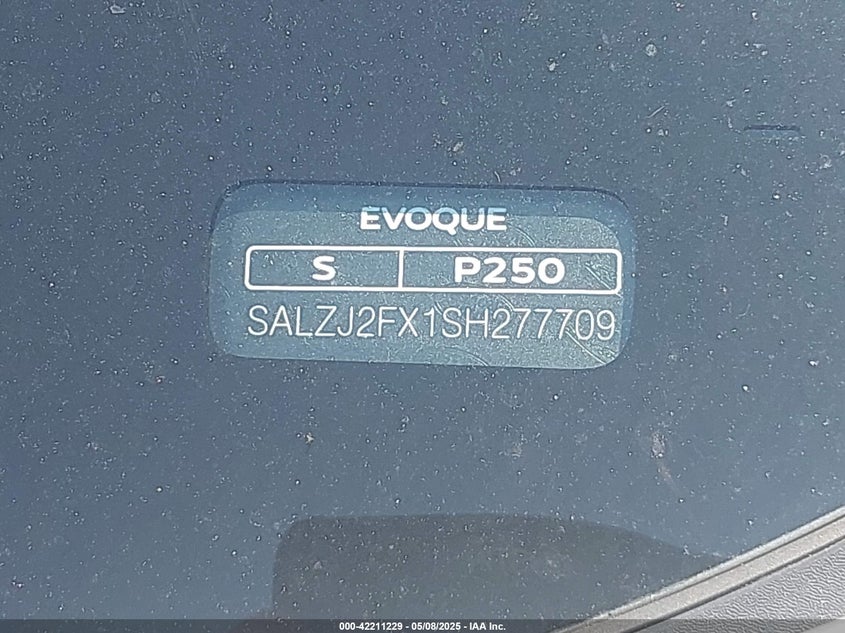 EVOQUE
S P250
SALZJ2FX1SH277709
000-42211229 - 05/08/2025 - IAA Inc.